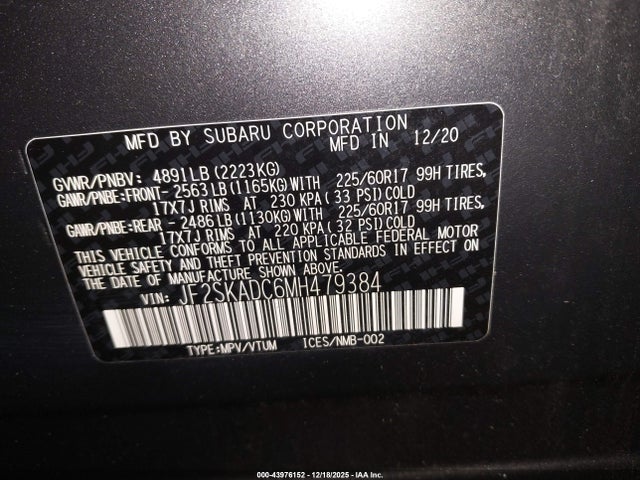 MFD BY SUBARU CORPORATION
MFD IN 12/20
GVWR/PNBV: 4891LB(2223KG)
GAWR/PNBE:FRONT- 2563LB(1165KG)WITH 225/60R17 99H TIRES,
17X7J RIMS AT 230 KPA(33 PSI)COLD
GAWR/PNBE:REAR - 2486LB(1130KG)WITH 225/60R17 99H TIRES,
17X7J RIMS AT 220 KPA(32 PSI)COLD
THIS VEHICLE CONFORMS TO ALL APPLICABLE FEDERAL MOTOR
VEHICLE SAFETY AND THEFT PREVENTION STANDARDS IN EFFECT ON
THE DATE OF MANUFACTURE SHOWN ABOVE.
VIN: JF2SKADC6MH479384
TYPE:MPV/VTUM ICES/NMB-002
000-43976152 - 12/18/2025 - IAA Inc.